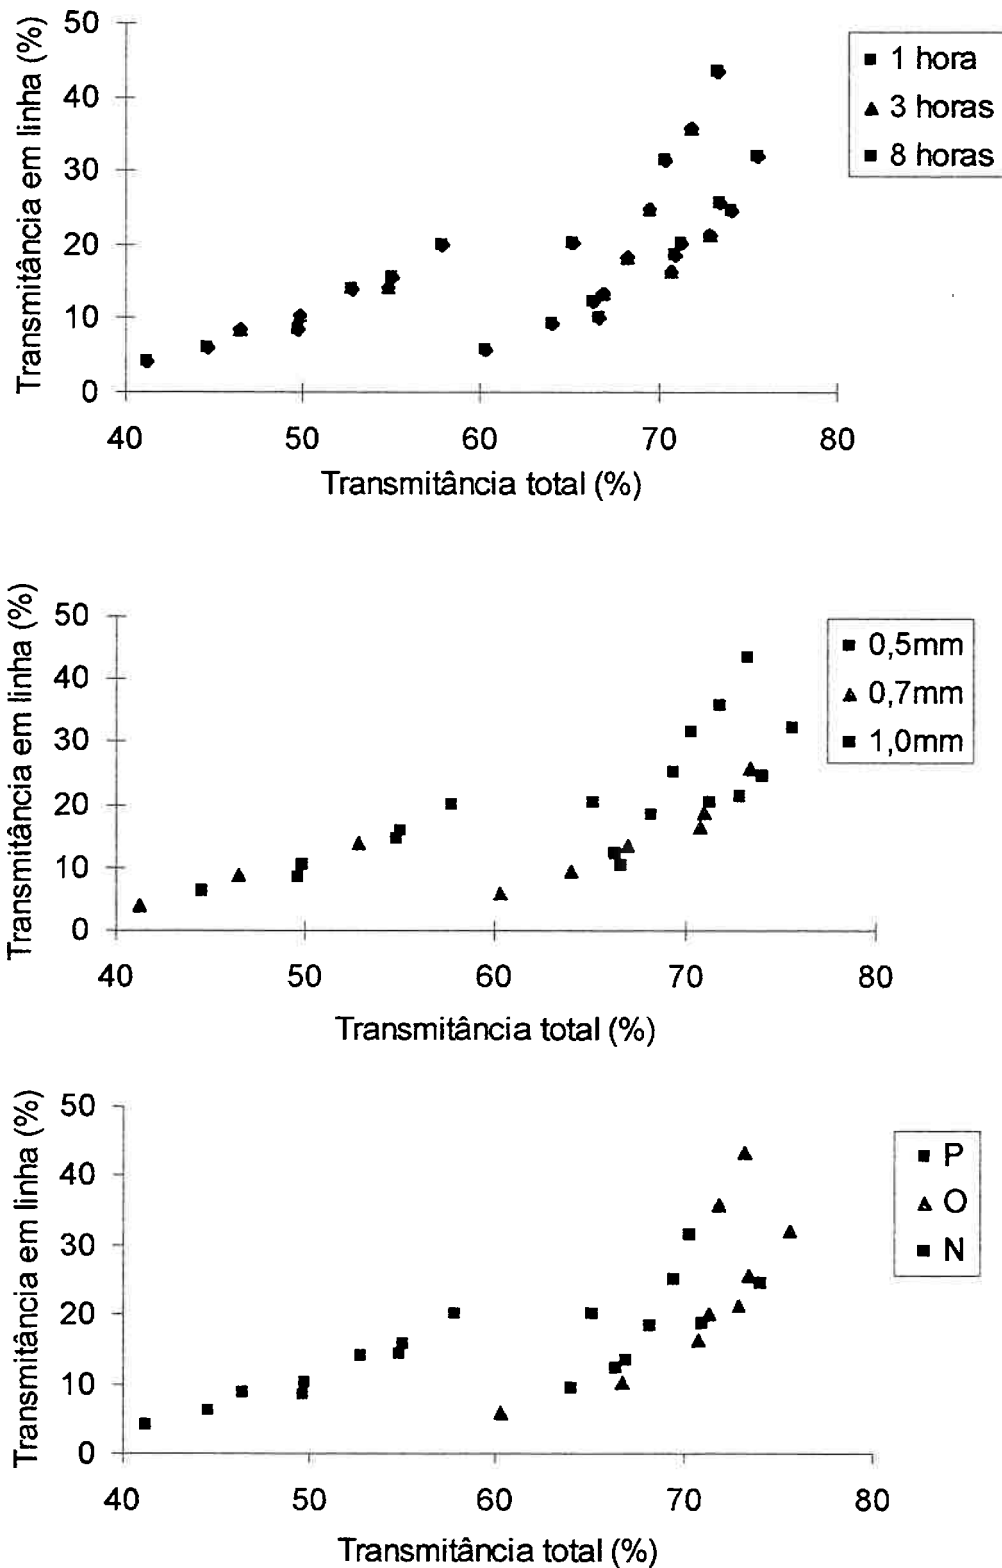 Transmitância em linha (%)
50
40
30
20
10
0
40 50 60 70 80
Transmitância total (%)
1 hora
3 horas
8 horas
Transmitância em linha (%)
50
40
30
20
10
0
40 50 60 70 80
Transmitância total (%)
0,5mm
0,7mm
1,0mm
Transmitância em linha (%)
50
40
30
20
10
0
40 50 60 70 80
Transmitância total (%)
P
O
N